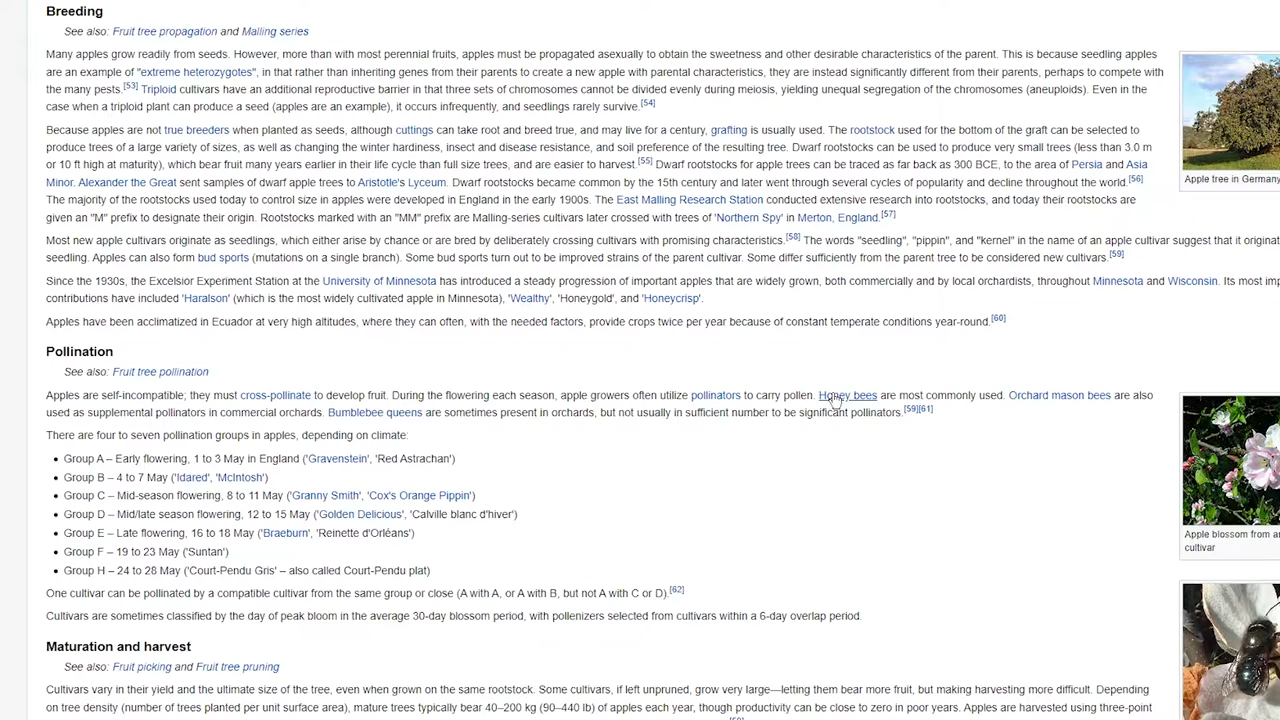 Breeding
See also: Fruit tree propagation and Malling series
Many apples grow readily from seeds. However, more than with most perennial fruits, apples must be propagated asexually to obtain the sweetness and other desirable characteristics of the parent. This is because seedling apples
are an example of "extreme heterozygotes", in that rather than inheriting genes from their parents to create a new apple with parental characteristics, they are instead significantly different from their parents, perhaps to compete with
the many pests.[53] Triploid cultivars have an additional reproductive barrier in that three sets of chromosomes cannot be divided evenly during meiosis, yielding unequal segregation of the chromosomes (aneuploids). Even in the
case when a triploid plant can produce a seed (apples are an example), it occurs infrequently, and seedlings rarely survive.[54]
Because apples are not true breeders when planted as seeds, although cuttings can take root and breed true, and may live for a century, grafting is usually used. The rootstock used for the bottom of the graft can be selected to
produce trees of a large variety of sizes, as well as changing the winter hardiness, insect and disease resistance, and soil preference of the resulting tree. Dwarf rootstocks can be used to produce very small trees (less than 3.0 m
or 10 ft high at maturity), which bear fruit many years earlier in their life cycle than full size trees, and are easier to harvest.[55] Dwarf rootstocks for apple trees can be traced as far back as 300 BCE, to the area of Persia and Asia
Minor. Alexander the Great sent samples of dwarf apple trees to Aristotle's Lyceum. Dwarf rootstocks became common by the 15th century and later went through several cycles of popularity and decline throughout the world.[56]
The majority of the rootstocks used today to control size in apples were developed in England in the early 1900s. The East Malling Research Station conducted extensive research into rootstocks, and today their rootstocks are
given an "M" prefix to designate their origin. Rootstocks marked with an "MM" prefix are Malling-series cultivars later crossed with trees of 'Northern Spy' in Merton, England.[57]
Most new apple cultivars originate as seedlings, which either arise by chance or are bred by deliberately crossing cultivars with promising characteristics.[58] The words "seedling", "pippin", and "kernel" in the name of an apple cultivar suggest that it originat
seedling. Apples can also form bud sports (mutations on a single branch). Some bud sports turn out to be improved strains of the parent cultivar. Some differ sufficiently from the parent tree to be considered new cultivars.[59]
Since the 1930s, the Excelsior Experiment Station at the University of Minnesota has introduced a steady progression of important apples that are widely grown, both commercially and by local orchardists, throughout Minnesota and Wisconsin. Its most imp
contributions have included 'Haralson' (which is the most widely cultivated apple in Minnesota), 'Wealthy', 'Honeygold', and 'Honeycrisp'.
Apples have been acclimatized in Ecuador at very high altitudes, where they can often, with the needed factors, provide crops twice per year because of constant temperate conditions year-round.[60]
Apple tree in Germany
Pollination
See also: Fruit tree pollination
Apples are self-incompatible; they must cross-pollinate to develop fruit. During the flowering each season, apple growers often utilize pollinators to carry pollen. Honey bees are most commonly used. Orchard mason bees are also
used as supplemental pollinators in commercial orchards. Bumblebee queens are sometimes present in orchards, but not usually in sufficient number to be significant pollinators.[59][61]
There are four to seven pollination groups in apples, depending on climate:
• Group A – Early flowering, 1 to 3 May in England ('Gravenstein', 'Red Astrachan')
• Group B – 4 to 7 May ('Idared', 'McIntosh')
• Group C – Mid-season flowering, 8 to 11 May ('Granny Smith', 'Cox's Orange Pippin')
• Group D – Mid/late season flowering, 12 to 15 May ('Golden Delicious', 'Calville blanc d'hiver')
• Group E – Late flowering, 16 to 18 May ('Braeburn', 'Reinette d'Orléans')
• Group F – 19 to 23 May ('Suntan')
• Group H – 24 to 28 May ('Court-Pendu Gris' – also called Court-Pendu plat)
One cultivar can be pollinated by a compatible cultivar from the same group or close (A with A, or A with B, but not A with C or D).[62]
Cultivars are sometimes classified by the day of peak bloom in the average 30-day blossom period, with pollenizers selected from cultivars within a 6-day overlap period.
Apple blossom from an
cultivar
Maturation and harvest
See also: Fruit picking and Fruit tree pruning
Cultivars vary in their yield and the ultimate size of the tree, even when grown on the same rootstock. Some cultivars, if left unpruned, grow very large—letting them bear more fruit, but making harvesting more difficult. Depending
on tree density (number of trees planted per unit surface area), mature trees typically bear 40–200 kg (90–440 lb) of apples each year, though productivity can be close to zero in poor years. Apples are harvested using three-point